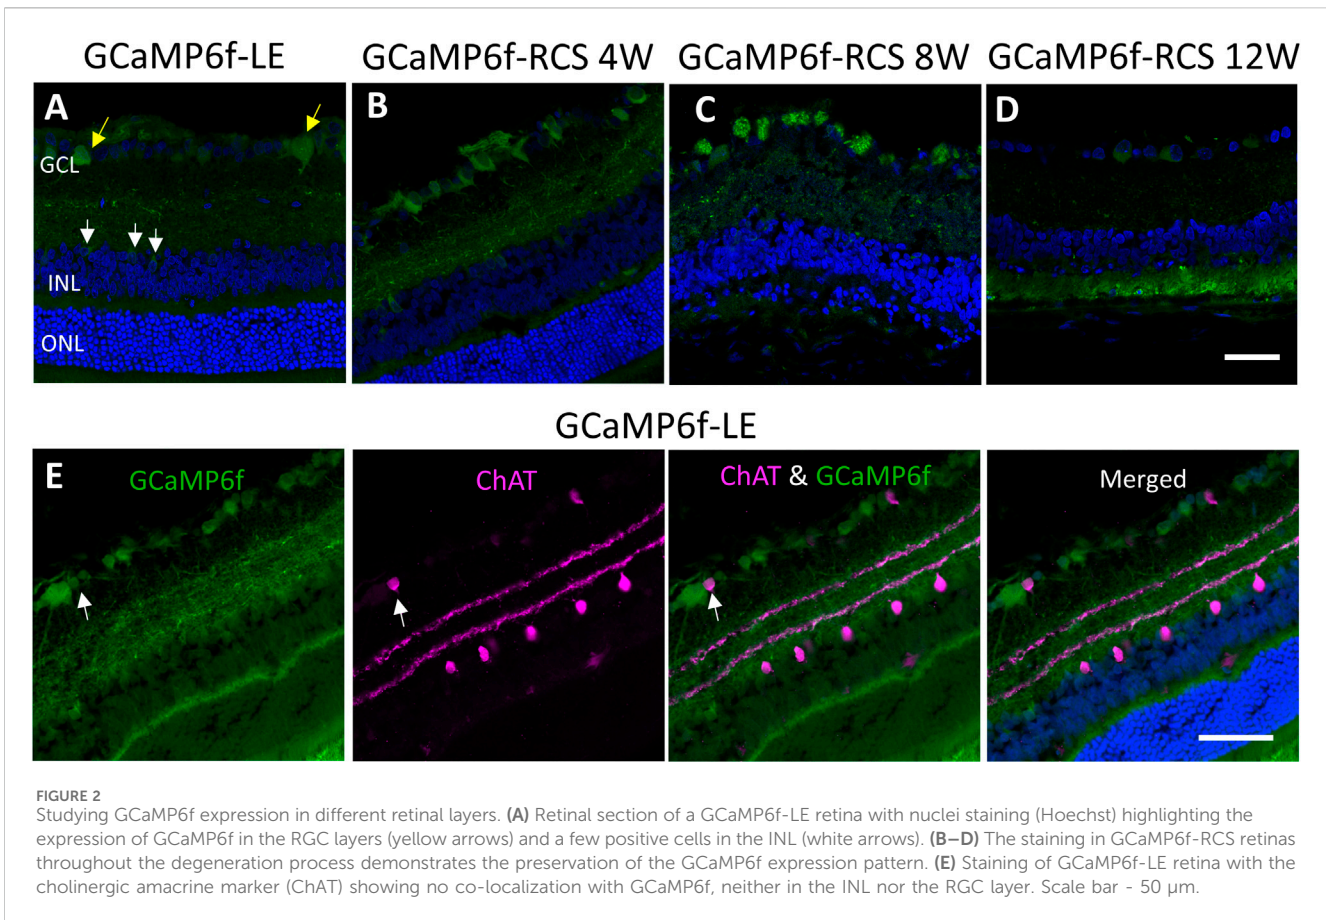 GCaMP6f-LE GCaMP6f-RCS 4W GCaMP6f-RCS 8W GCaMP6f-RCS 12W
A B C D
GCL
INL
ONL
GCaMP6f-LE
E GCaMP6f ChAT ChAT & GCaMP6f Merged
FIGURE 2
Studying GCaMP6f expression in different retinal layers. (A) Retinal section of a GCaMP6f-LE retina with nuclei staining (Hoechst) highlighting the
expression of GCaMP6f in the RGC layers (yellow arrows) and a few positive cells in the INL (white arrows). (B–D) The staining in GCaMP6f-RCS retinas
throughout the degeneration process demonstrates the preservation of the GCaMP6f expression pattern. (E) Staining of GCaMP6f-LE retina with the
cholinergic amacrine marker (ChAT) showing no co-localization with GCaMP6f, neither in the INL nor the RGC layer. Scale bar - 50 µm.